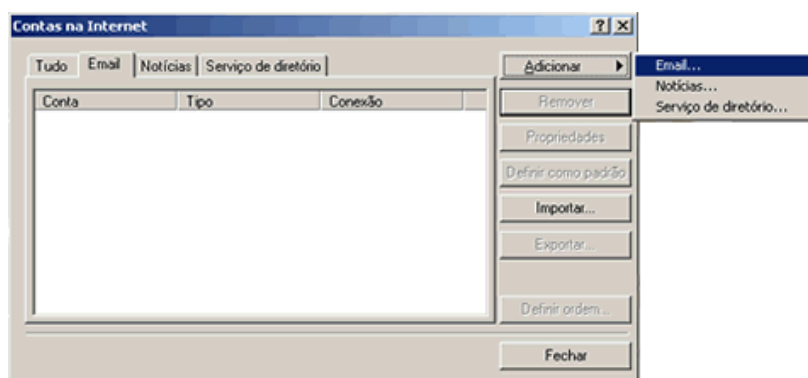 Contas na Internet
Tudo Email Notícias Serviço de diretório
Conta Tipo Conexão
Adicionar
Remover
Propriedades
Definir como padrão
Importar...
Exportar...
Definir ordem...
Fechar
Email...
Notícias...
Serviço de diretório...